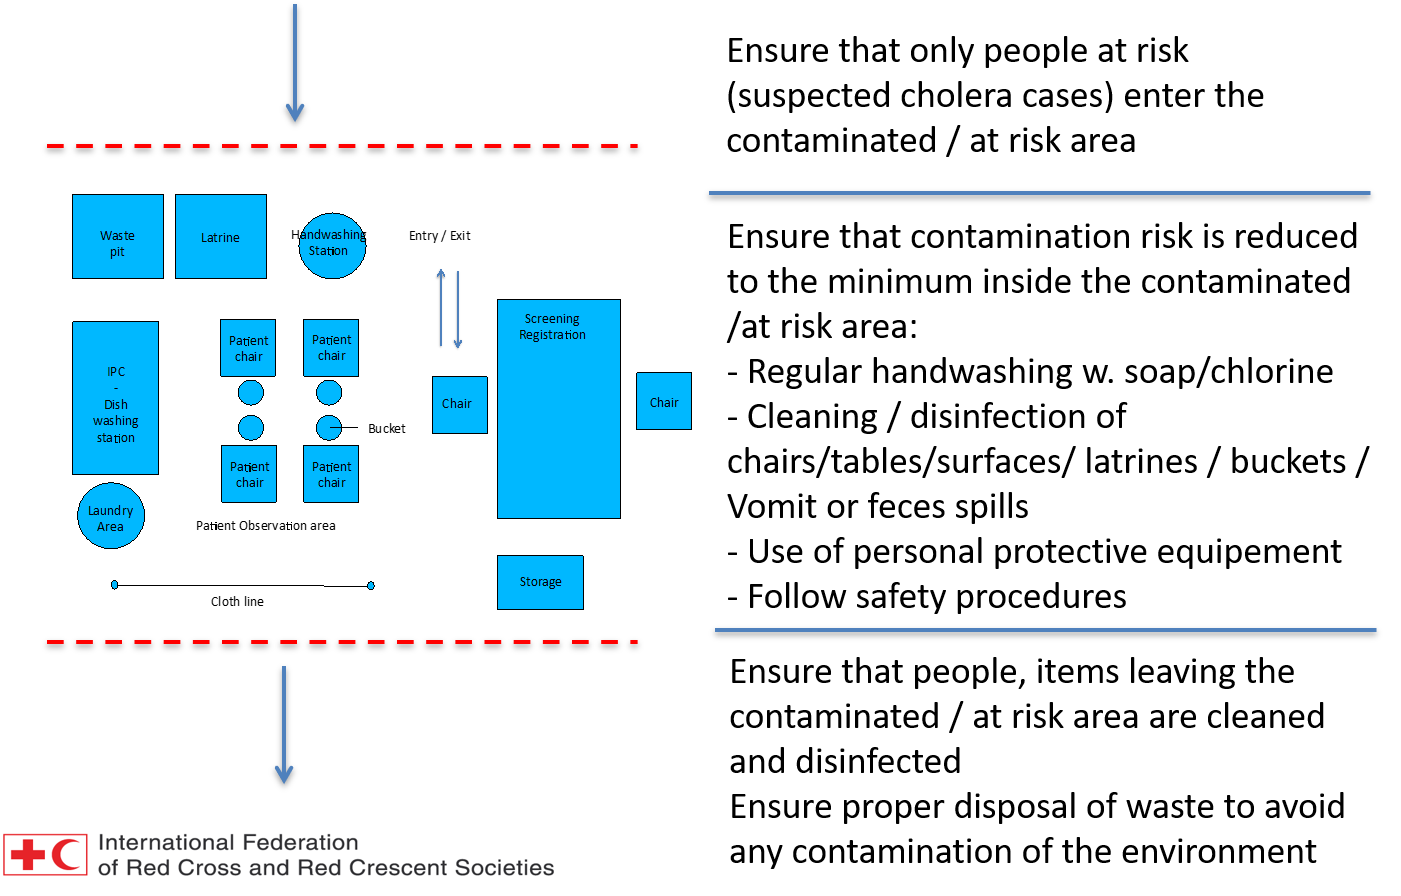 Ensure that only people at risk
(suspected cholera cases) enter the
contaminated / at risk area
Waste
pit
Latrine
Handwashing
Station
Entry / Exit
Screening
Registration
Patient
chair
Patient
chair
IPC
-
Dish
washing
station
Chair
Chair
Bucket
Patient
chair
Patient
chair
Laundry
Area
Patient Observation area
Storage
Cloth line
Ensure that contamination risk is reduced
to the minimum inside the contaminated
/at risk area:
- Regular handwashing w. soap/chlorine
- Cleaning / disinfection of
chairs/tables/surfaces/ latrines / buckets /
Vomit or feces spills
- Use of personal protective equipement
- Follow safety procedures
Ensure that people, items leaving the
contaminated / at risk area are cleaned
and disinfected
Ensure proper disposal of waste to avoid
any contamination of the environment
International Federation
of Red Cross and Red Crescent Societies